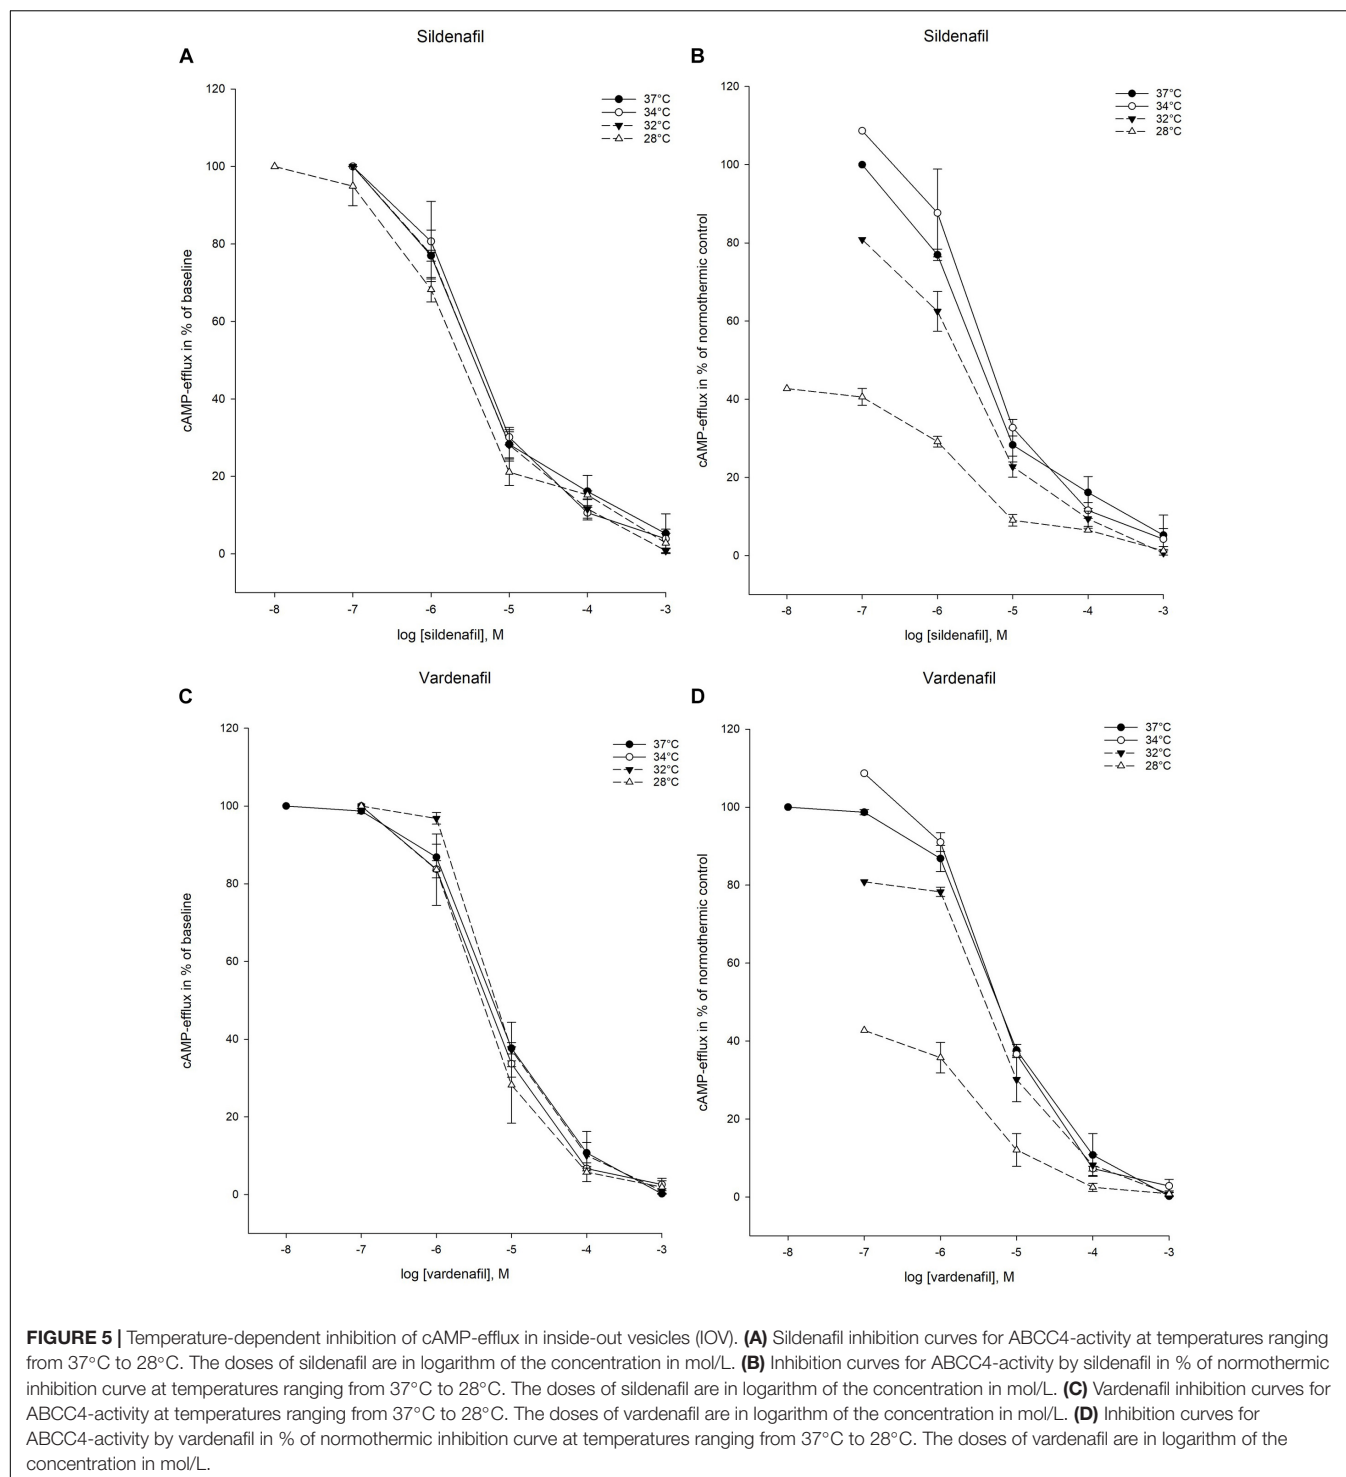 Sildenafil
A
120
100
80
60
40
20
0
cAMP-efflux in % of baseline
37°C
34°C
32°C
28°C
-8 -7 -6 -5 -4 -3
log [sildenafil], M
Sildenafil
B
120
100
80
60
40
20
0
cAMP-efflux in % of normothermic control
37°C
34°C
32°C
28°C
-8 -7 -6 -5 -4 -3
log [sildenafil], M
Vardenafil
C
120
100
80
60
40
20
0
cAMP-efflux in % of baseline
37°C
34°C
32°C
28°C
-8 -7 -6 -5 -4 -3
log [vardenafil], M
Vardenafil
D
120
100
80
60
40
20
0
cAMP-efflux in % of normothermic control
37°C
34°C
32°C
28°C
-8 -7 -6 -5 -4 -3
log [vardenafil], M
FIGURE 5 | Temperature-dependent inhibition of cAMP-efflux in inside-out vesicles (IOV). (A) Sildenafil inhibition curves for ABCC4-activity at temperatures ranging
from 37°C to 28°C. The doses of sildenafil are in logarithm of the concentration in mol/L. (B) Inhibition curves for ABCC4-activity by sildenafil in % of normothermic
inhibition curve at temperatures ranging from 37°C to 28°C. The doses of sildenafil are in logarithm of the concentration in mol/L. (C) Vardenafil inhibition curves for
ABCC4-activity at temperatures ranging from 37°C to 28°C. The doses of vardenafil are in logarithm of the concentration in mol/L. (D) Inhibition curves for
ABCC4-activity by vardenafil in % of normothermic inhibition curve at temperatures ranging from 37°C to 28°C. The doses of vardenafil are in logarithm of the
concentration in mol/L.